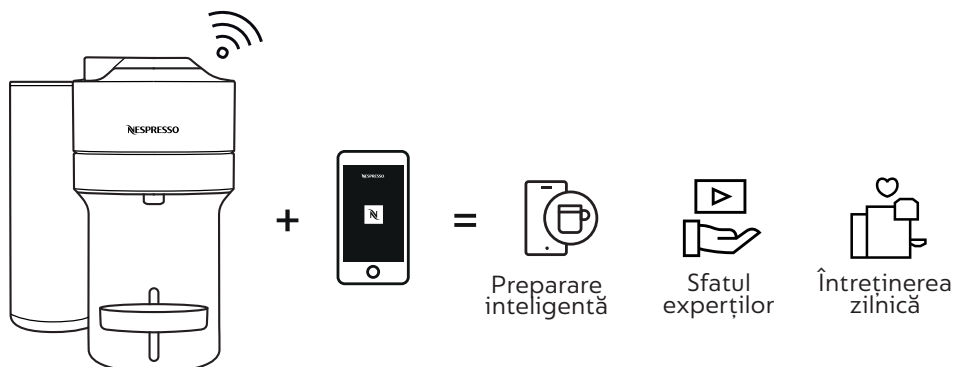 NESPRESSO
NESPRESSO
N
+
=
Preparare
inteligentă
Sfatul
experților
Întreținerea
zilnică